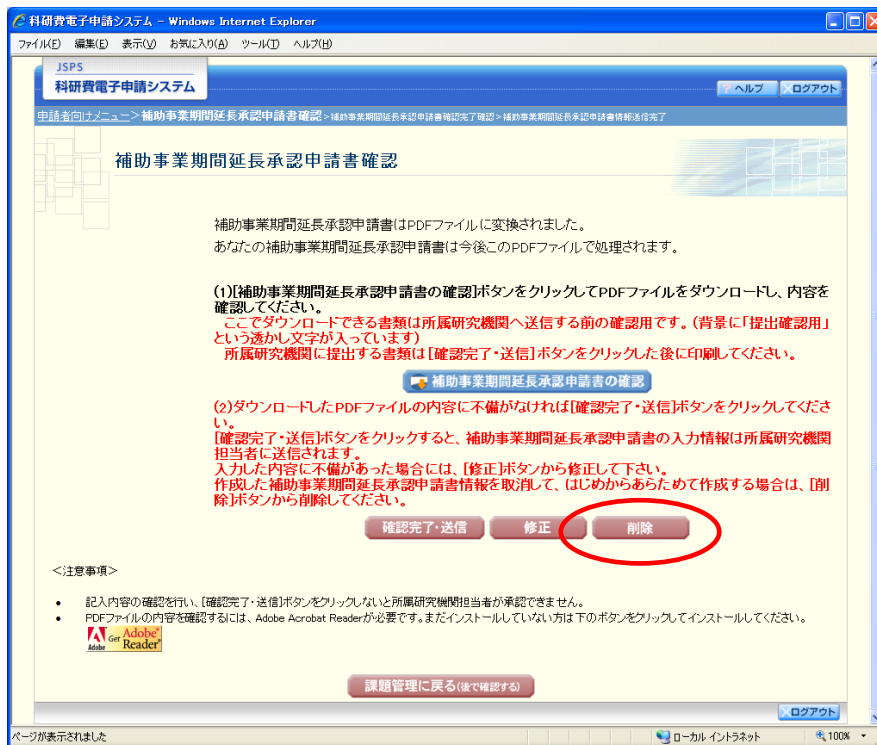 科研費電子申請システム - Windows Internet Explorer
ファイル(F) 編集(E) 表示(V) お気に入り(A) ツール(T) ヘルプ(H)
JSPS
科研費電子申請システム
? ヘルプ ログアウト
申請者向けメニュー>補助事業期間延長承認申請書確認>補助事業期間延長承認申請書確認完了確認>補助事業期間延長承認申請書情報送信完了
補助事業期間延長承認申請書確認
補助事業期間延長承認申請書はPDFファイルに変換されました。
あなたの補助事業期間延長承認申請書は今後このPDFファイルで処理されます。
(1)[補助事業期間延長承認申請書の確認]ボタンをクリックしてPDFファイルをダウンロードし、内容を
確認してください。
ここでダウンロードできる書類は所属研究機関へ送信する前の確認用です。(背景に「提出確認用」
という透かし文字が入っています)
所属研究機関に提出する書類は[確認完了・送信]ボタンをクリックした後に印刷してください。
補助事業期間延長承認申請書の確認
(2)ダウンロードしたPDFファイルの内容に不備がなければ[確認完了・送信]ボタンをクリックしてくださ
い。
[確認完了・送信]ボタンをクリックすると、補助事業期間延長承認申請書の入力情報は所属研究機関
担当者に送信されます。
入力した内容に不備があった場合には、[修正]ボタンから修正して下さい。
作成した補助事業期間延長承認申請書情報を取消して、はじめからあらためて作成する場合は、[削
除]ボタンから削除してください。
確認完了・送信 修正 削除
<注意事項>
• 記入内容の確認を行い、[確認完了・送信]ボタンをクリックしないと所属研究機関担当者が承認できません。
• PDFファイルの内容を確認するには、Adobe Acrobat Readerが必要です。まだインストールしていない方は下のボタンをクリックしてインストールしてください。
Adobe Get Adobe® Reader®
課題管理に戻る(後で確認する)
ログアウト
ページが表示されました ローカル イントラネット 100%